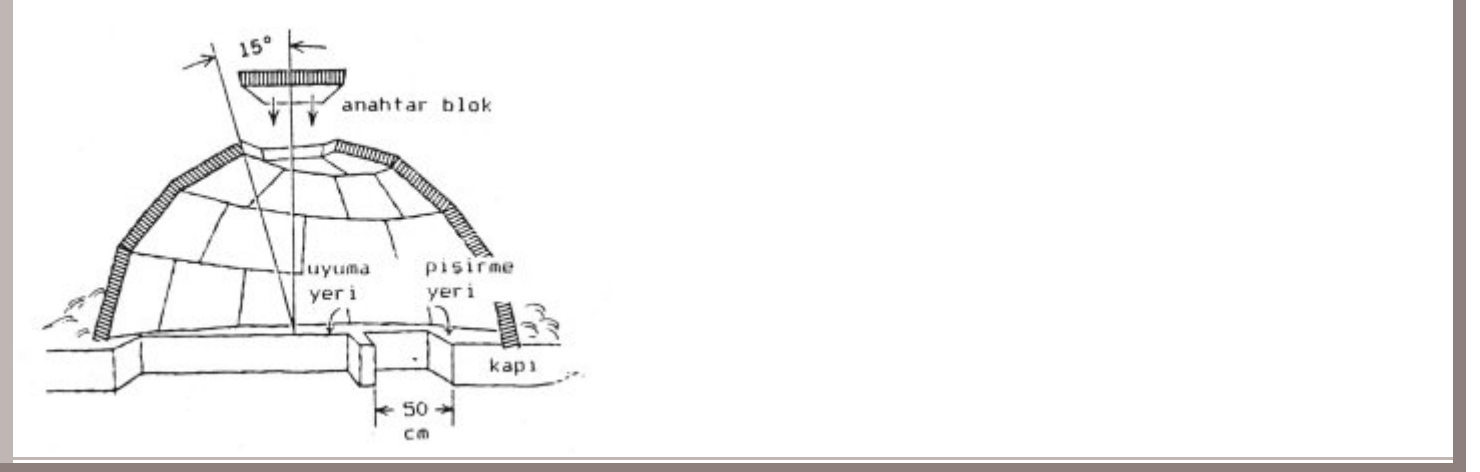 15°
anahtar blok
uyuma
yeri
pişirme
yeri
kapı
50
cm